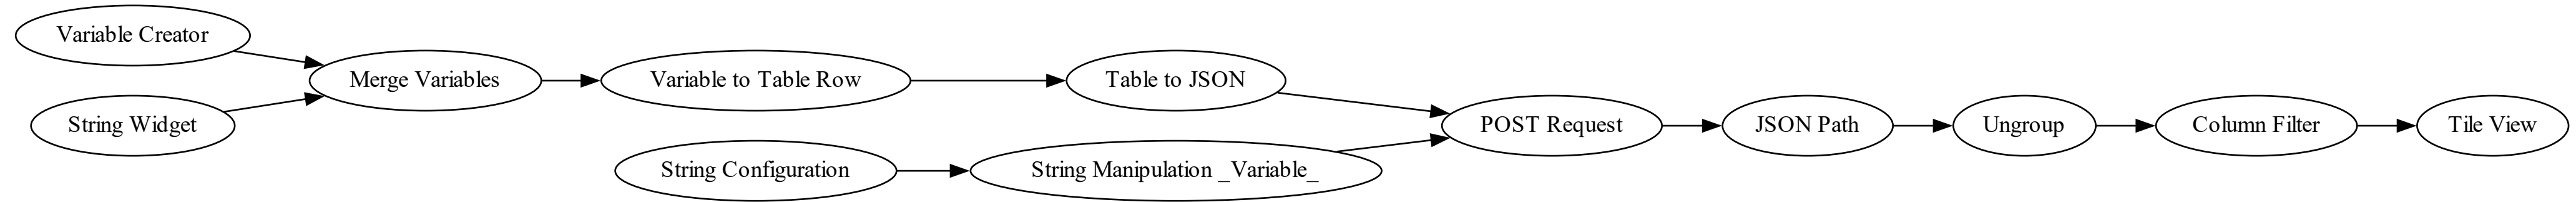 Variable Creator
String Widget
Merge Variables
Variable to Table Row
Table to JSON
String Configuration
String Manipulation _Variable_
POST Request
JSON Path
Ungroup
Column Filter
Tile View